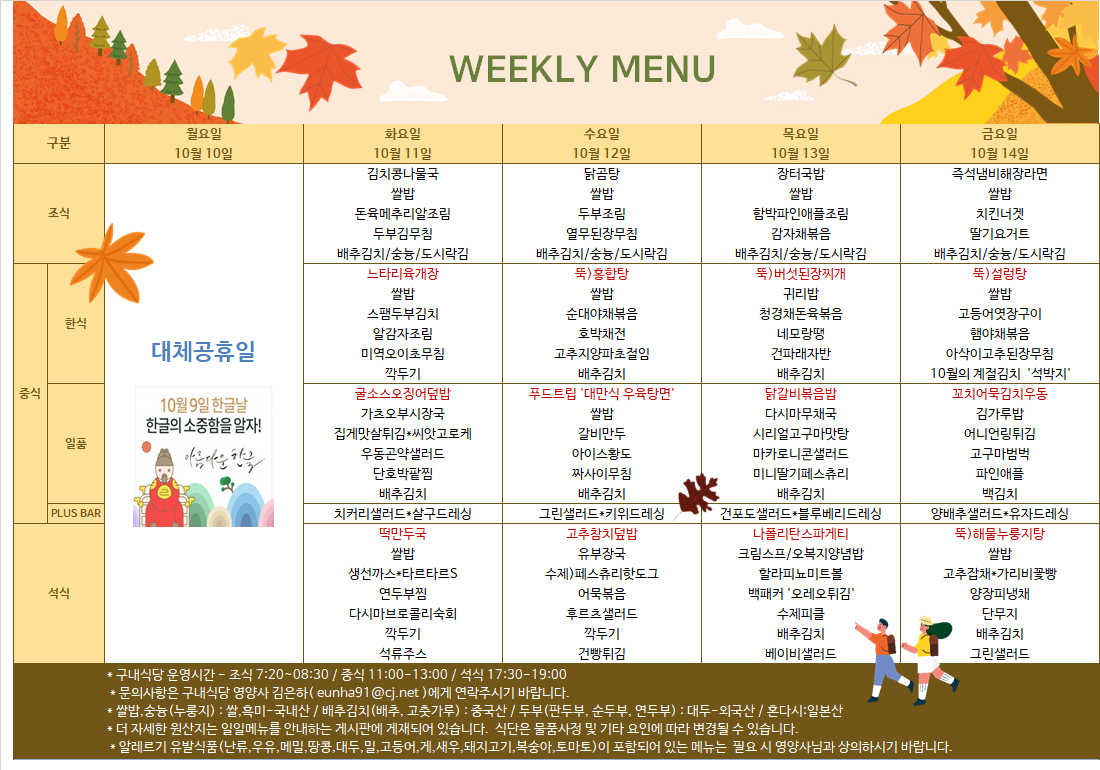 WEEKLY MENU
구분
월요일
10월 10일
화요일
10월 11일
수요일
10월 12일
목요일
10월 13일
금요일
10월 14일
조식
김치콩나물국
쌀밥
돈육메추리알조림
두부김무침
배추김치/숭늉/도시락김
닭곰탕
쌀밥
두부조림
열무된장무침
배추김치/숭늉/도시락김
장터국밥
쌀밥
함박파인애플조림
감자채볶음
배추김치/숭늉/도시락김
즉석냄비해장라면
쌀밥
치킨너겟
딸기요거트
배추김치/숭늉/도시락김
대체공휴일
10월 9일 한글날
한글의 소중함을 알자!
아름다운 한글
중식
한식
느타리육개장
쌀밥
스팸두부김치
알감자조림
미역오이초무침
깍두기
뚝)홍합탕
쌀밥
순대야채볶음
호박채전
고추지양파초절임
배추김치
뚝)버섯된장찌개
귀리밥
청경채돈육볶음
네모랑땡
건파래자반
배추김치
뚝)설렁탕
쌀밥
고등어엿장구이
햄야채볶음
아삭이고추된장무침
10월의 계절김치 '석박지'
일품
굴소스오징어덮밥
가츠오부시장국
집게맛살튀김*씨앗고로케
우동곤약샐러드
단호박팥찜
배추김치
푸드트립 '대만식 우육탕면'
쌀밥
갈비만두
아이스황도
짜사이무침
배추김치
닭갈비볶음밥
다시마무채국
시리얼고구마맛탕
마카로니콘샐러드
미니딸기페스츄리
배추김치
꼬치어묵김치우동
김가루밥
어니언링튀김
고구마범벅
파인애플
백김치
PLUS BAR
치커리샐러드*살구드레싱
그린샐러드*키위드레싱
건포도샐러드*블루베리드레싱
양배추샐러드*유자드레싱
석식
떡만두국
쌀밥
생선까스*타르타르S
연두부찜
다시마브로콜리숙회
깍두기
석류주스
고추참치덮밥
유부장국
수제)페스츄리핫도그
어묵볶음
후르츠샐러드
깍두기
건빵튀김
나폴리탄스파게티
크림스프/오복지양념밥
할라피뇨미트볼
백패커 '오레오튀김'
수제피클
배추김치
베이비샐러드
뚝)해물누룽지탕
쌀밥
고추잡채*가리비꽃빵
양장피냉채
단무지
배추김치
그린샐러드
* 구내식당 운영시간 - 조식 7:20~08:30 / 중식 11:00-13:00 / 석식 17:30-19:00
* 문의사항은 구내식당 영양사 김은하( eunha91@cj.net )에게 연락주시기 바랍니다.
* 쌀밥,숭늉(누룽지) : 쌀,흑미-국내산 / 배추김치(배추, 고춧가루) : 중국산 / 두부(판두부, 순두부, 연두부) : 대두-외국산 / 혼다시:일본산
* 더 자세한 원산지는 일일메뉴를 안내하는 게시판에 게재되어 있습니다.  식단은 물품사정 및 기타 요인에 따라 변경될 수 있습니다.
* 알레르기 유발식품(난류,우유,메밀,땅콩,대두,밀,고등어,게,새우,돼지고기,복숭아,토마토)이 포함되어 있는 메뉴는  필요 시 영양사님과 상의하시기 바랍니다.